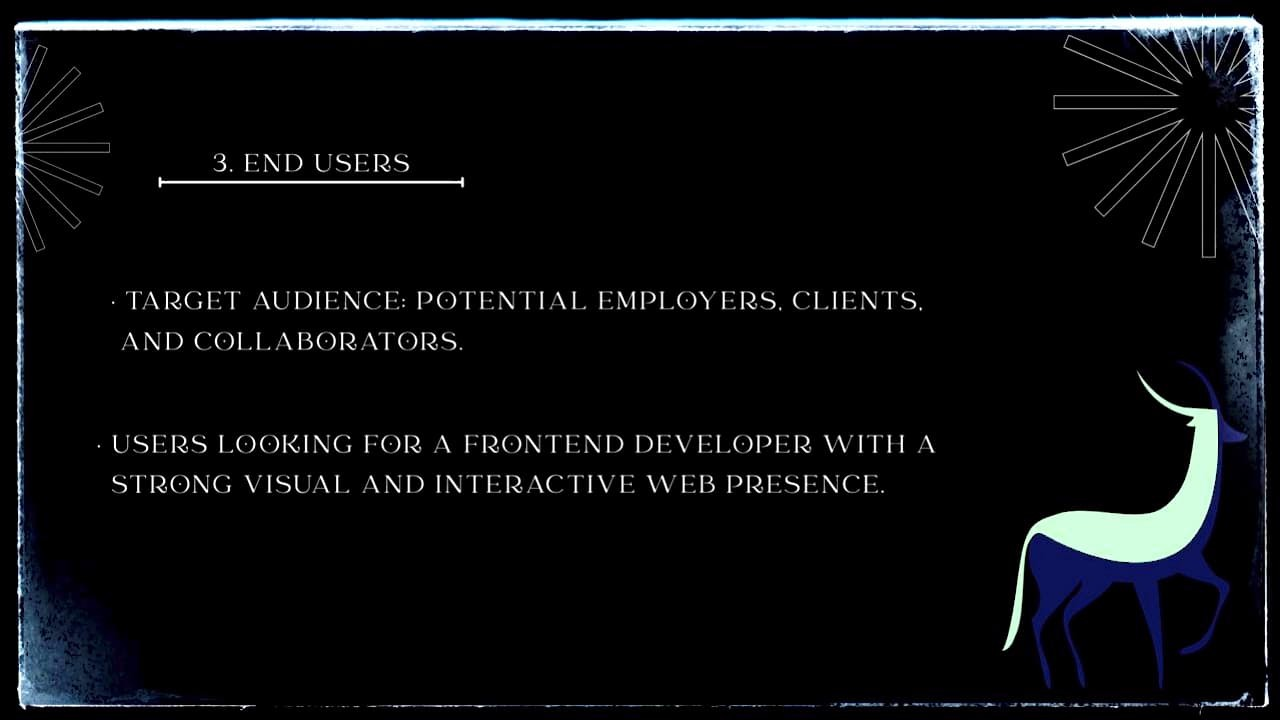 3. END USERS
· TARGET AUDIENCE: POTENTIAL EMPLOYERS, CLIENTS,
AND COLLABORATORS.
· USERS LOOKING FOR A FRONTEND DEVELOPER WITH A
STRONG VISUAL AND INTERACTIVE WEB PRESENCE.